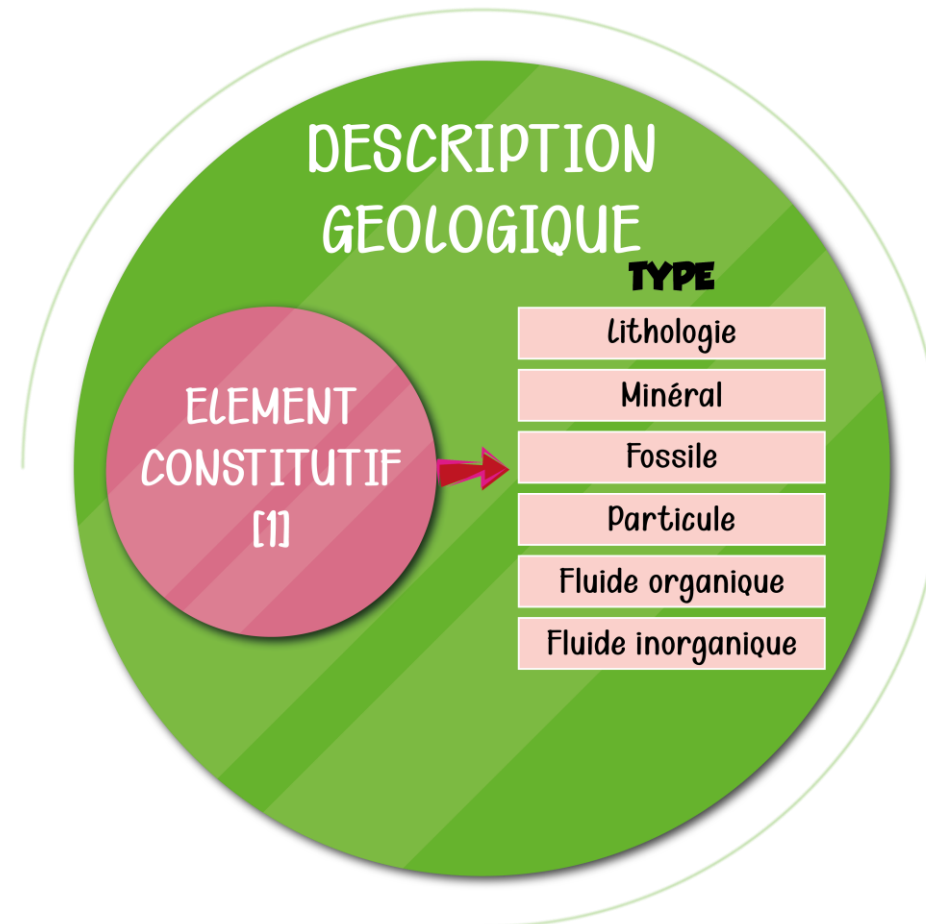 DESCRIPTION
GEOLOGIQUE
TYPE
Lithologie
ELEMENT
CONSTITUTIF
[1]
Minéral
Fossile
Particule
Fluide organique
Fluide inorganique